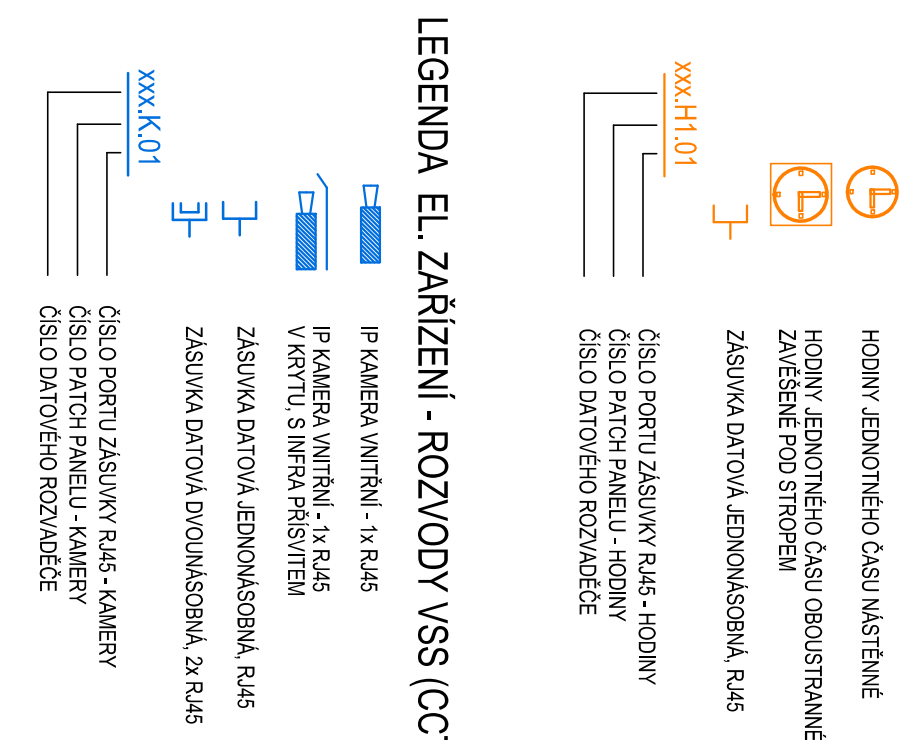 HODINY JEDNOTNÉHO ČASU NÁSTĚNNÉ
HODINY JEDNOTNÉHO ČASU OBOUSTRANNÉ
ZAVĚŠENÉ POD STROPEM
ZÁSUVKA DATOVÁ JEDNONÁSOBNÁ, RJ45
xxx.H1.01
ČÍSLO PORTU ZÁSUVKY RJ45 - HODINY
ČÍSLO PATCH PANELU - HODINY
ČÍSLO DATOVÉHO ROZVADĚČE
LEGENDA EL. ZAŘÍZENÍ - ROZVODY VSS (CC
IP KAMERA VNITŘNÍ - 1x RJ45
IP KAMERA VNITŘNÍ - 1x RJ45
V KRYTU, S INFRA PŘÍSVITEM
ZÁSUVKA DATOVÁ JEDNONÁSOBNÁ, RJ45
ZÁSUVKA DATOVÁ DVOUNÁSOBNÁ, 2x RJ45
xxx.K.01
ČÍSLO PORTU ZÁSUVKY RJ45 - KAMERY
ČÍSLO PATCH PANELU - KAMERY
ČÍSLO DATOVÉHO ROZVADĚČE